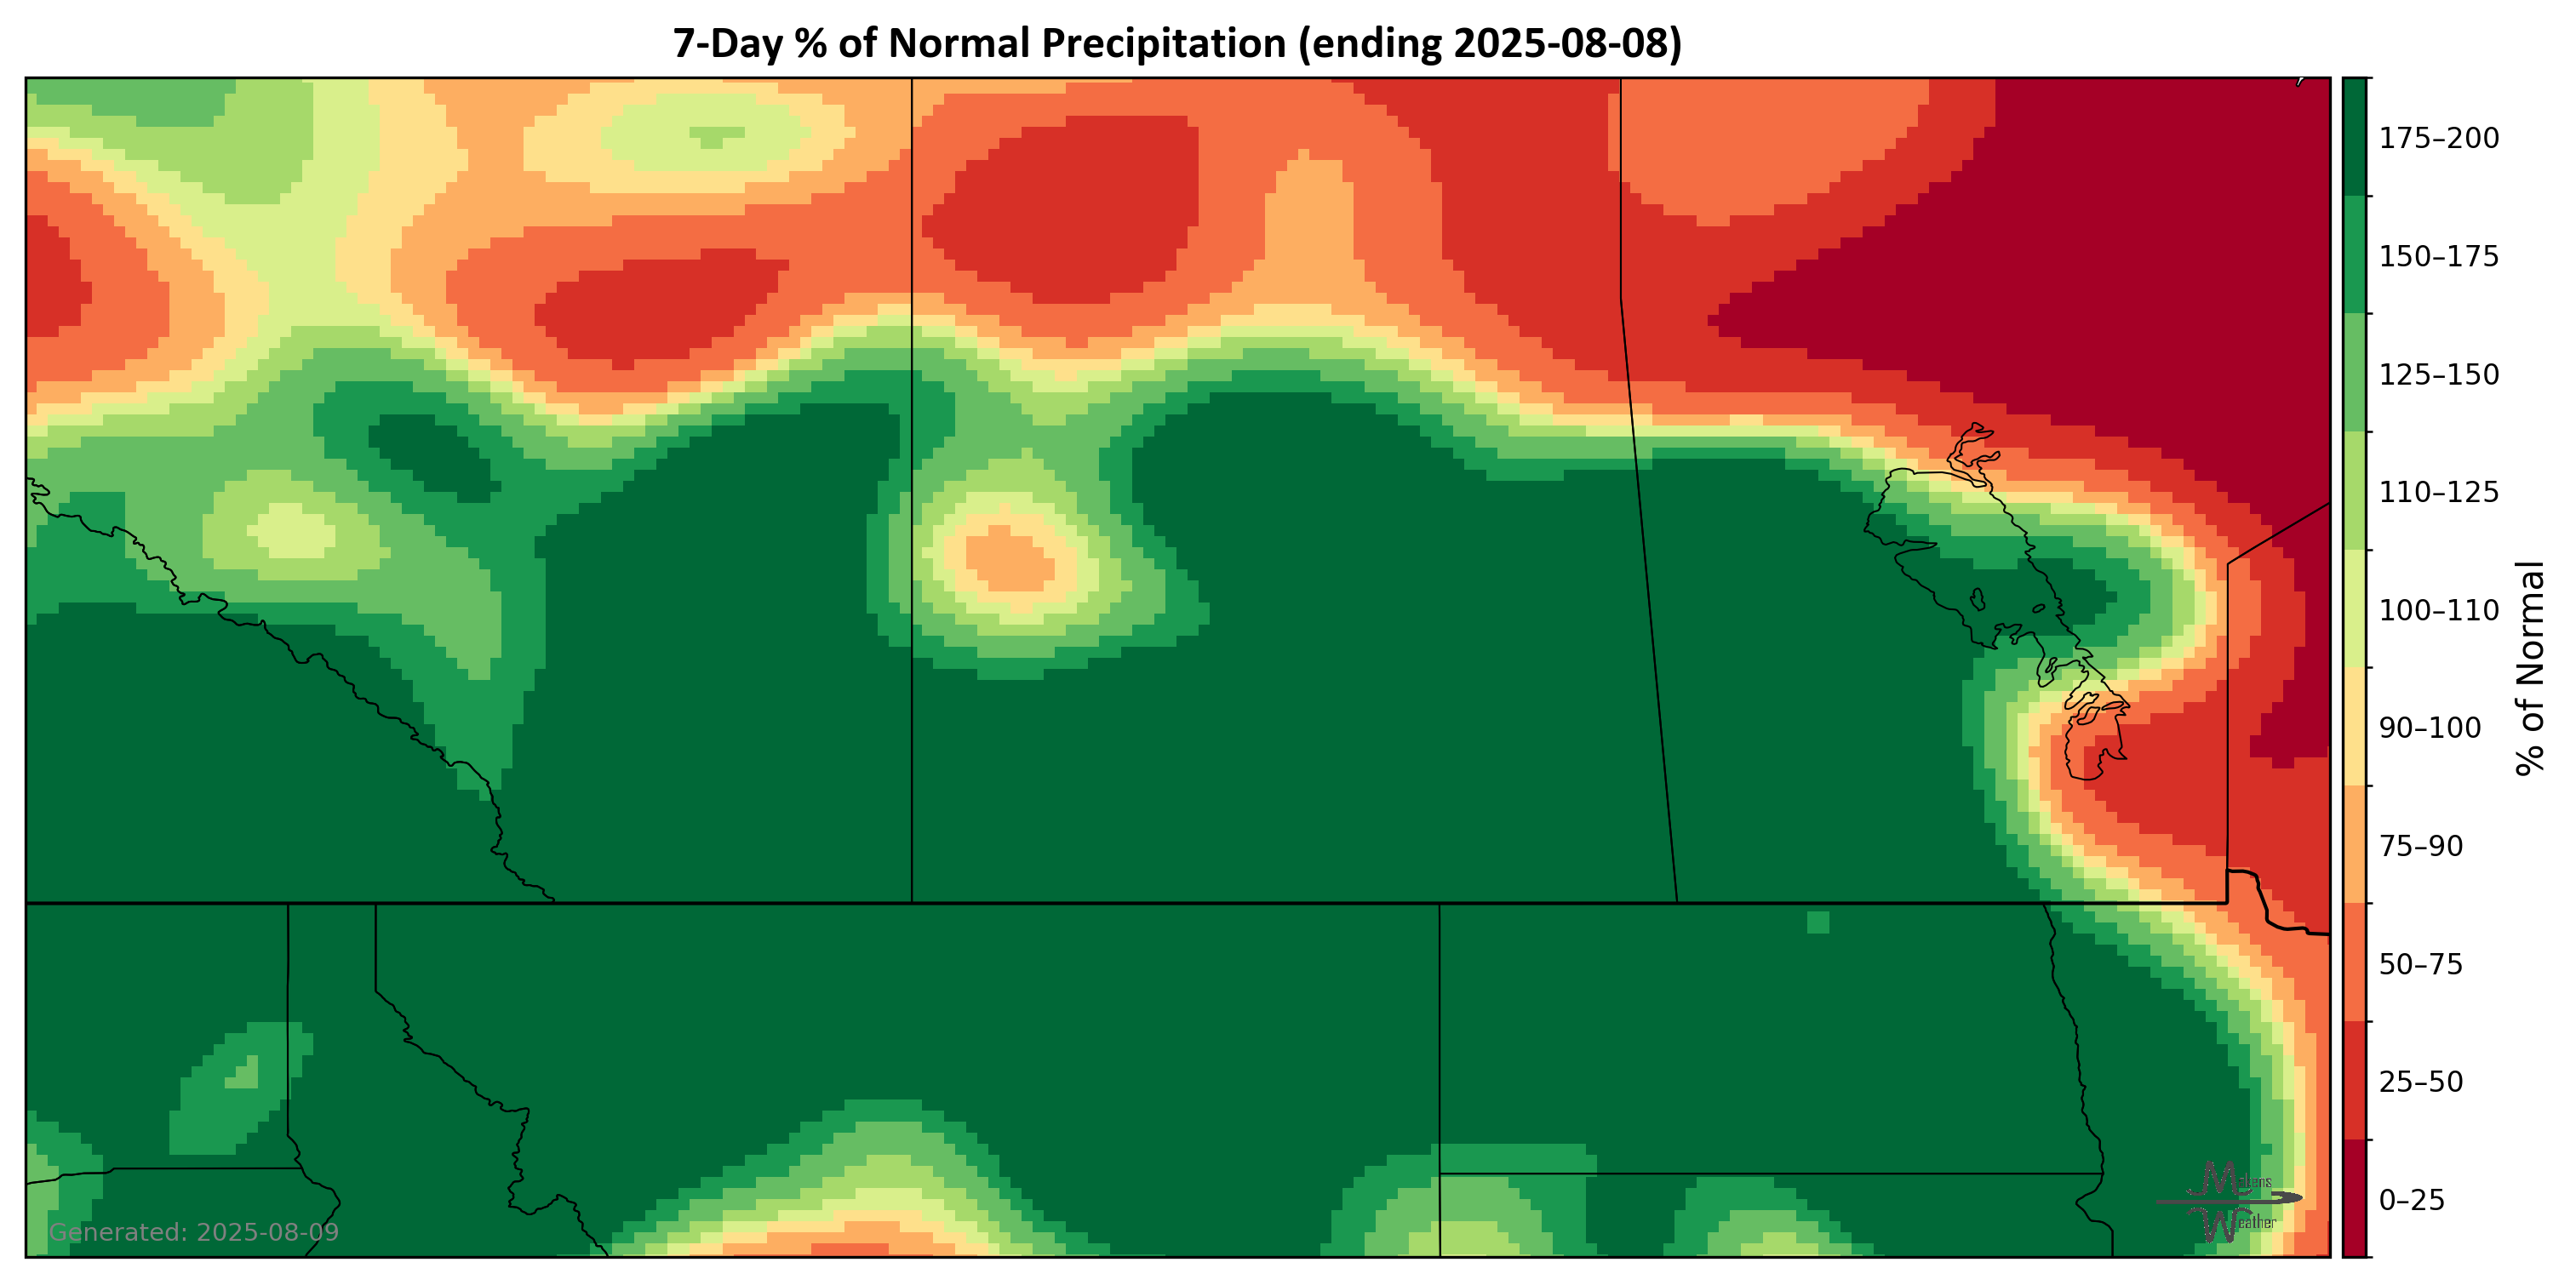 7-Day % of Normal Precipitation (ending 2025-08-08)
175–200
150–175
125–150
110–125
100–110
90–100
75–90
50–75
25–50
0–25
% of Normal
Generated: 2025-08-09
Weather